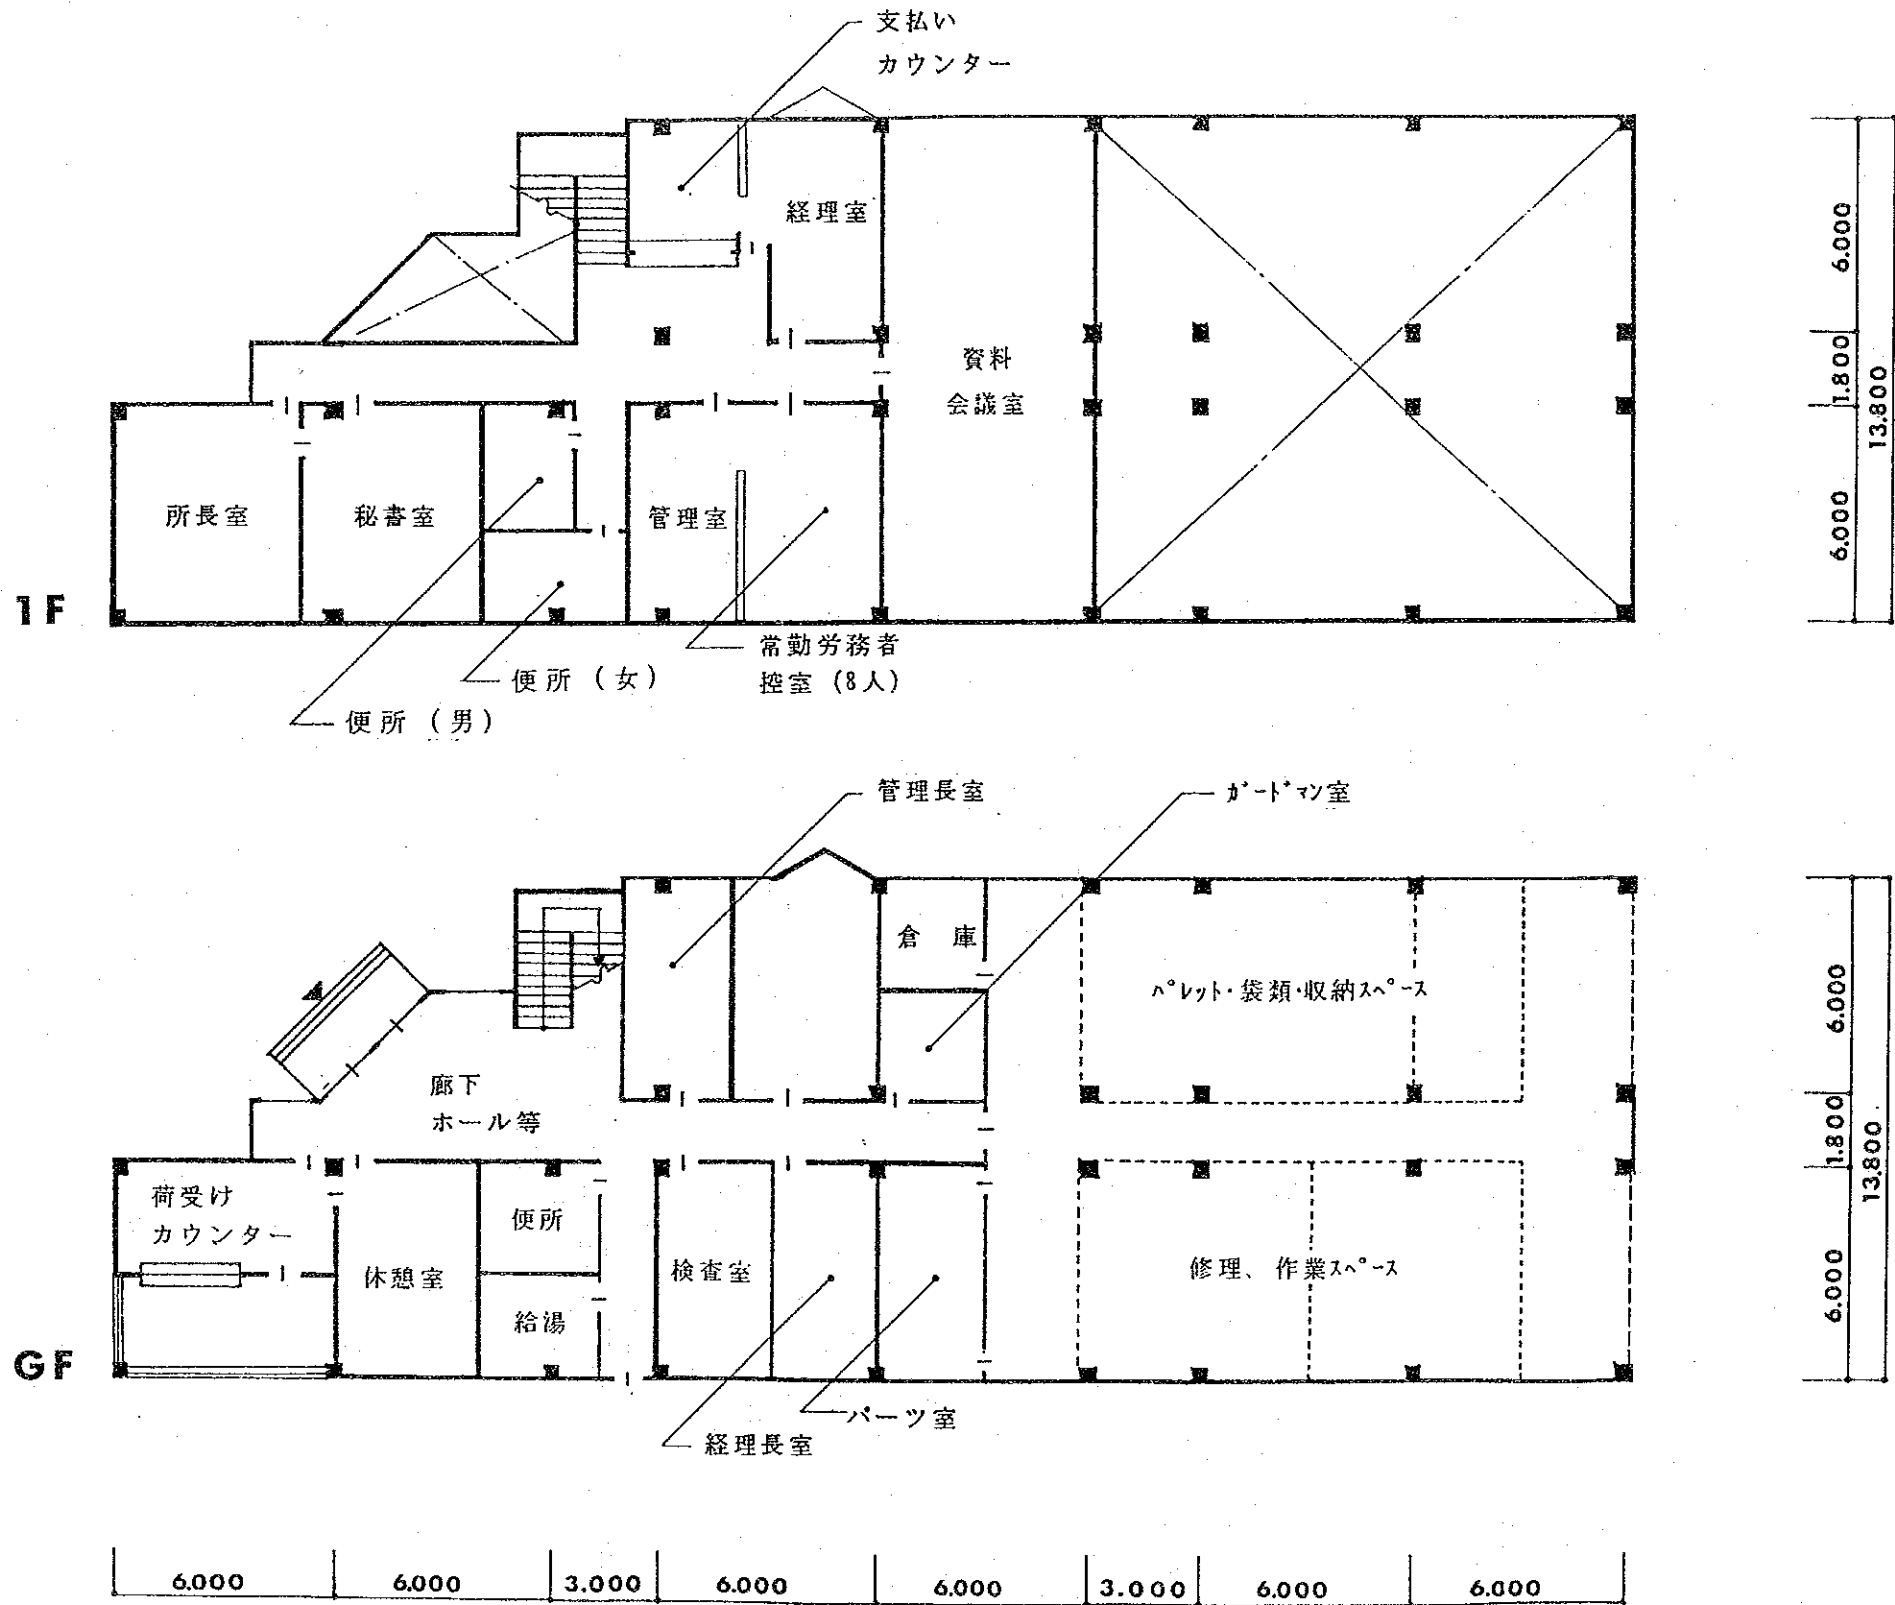 支払い
カウンター
経理室
資料
会議室
所長室
秘書室
管理室
1F
常勤労務者
控室 (8人)
便所 (女)
便所 (男)
6.000
1.800
6.000
13.800
管理長室
ガードマン室
倉 庫
パレット・袋類・収納スペース
廊下
ホール等
荷受け
カウンター
便所
休憩室
検査室
修理、作業スペース
給湯
GF
パーツ室
経理長室
6.000
1.800
6.000
13.800
6.000 6.000 3.000 6.000 6.000 3.000 6.000 6.000